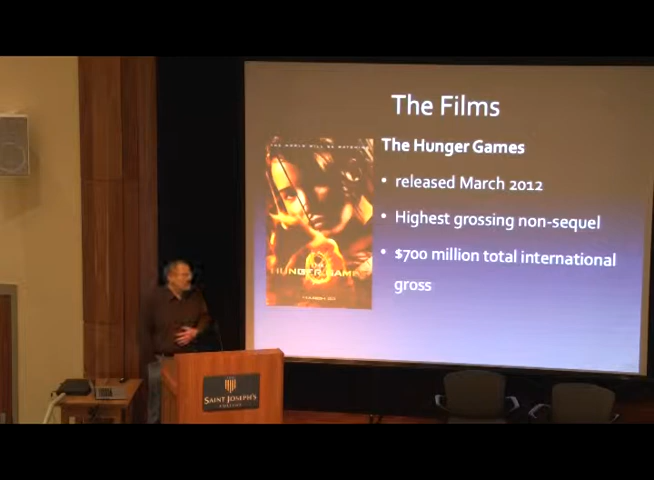 The Films
The Hunger Games
• released March 2012
• Highest grossing non-sequel
• $700 million total international
gross
THE WORLD WILL BE WATCHING
THE
HUNGER GAMES
SAINT JOSEPH'S
COLLEGE